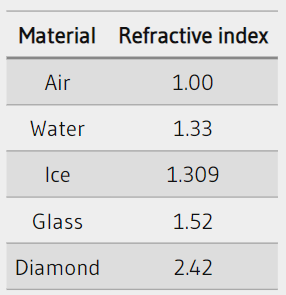 Material Refractive index
Air 1.00
Water 1.33
Ice 1.309
Glass 1.52
Diamond 2.42